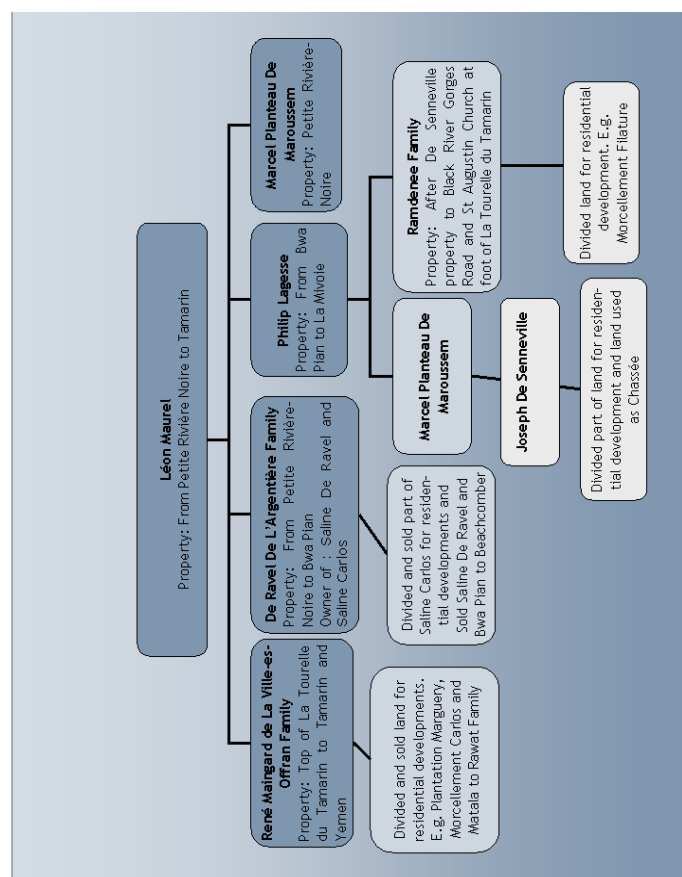 Léon Maurel
Property: From Petite Rivière Noire to Tamarin
René Maingard de La Ville-es-
Offran Family
Property: Top of La Tourelle
du Tamarin to Tamarin and
Yemen
De Ravel De L'Argentière Family
Property: From Petite Rivière-
Noire to Bwa Pian
Owner of : Saline De Ravel and
Saline Carlos
Philip Lagesse
Property: From Bwa
Pian to La Mivoie
Marcel Planteau De
Maroussem
Property: Petite Rivière-
Noire
Divided and sold land for
residential developments.
E.g. Plantation Marguery,
Morcellement Carlos and
Matala to Rawat Family
Divided and sold part of
Saline Carlos for residen-
tial developments and
Sold Saline De Ravel and
Bwa Pian to Beachcomber
Marcel Planteau De
Maroussem
Ramdenee Family
Property: After De Senneville
property to Black River Gorges
Road and St Augustin Church at
foot of La Tourelle du Tamarin
Joseph De Senneville
Divided part of land for residen-
tial development and land used
as Chassée
Divided land for residential
development. E.g.
Morcellement Filature